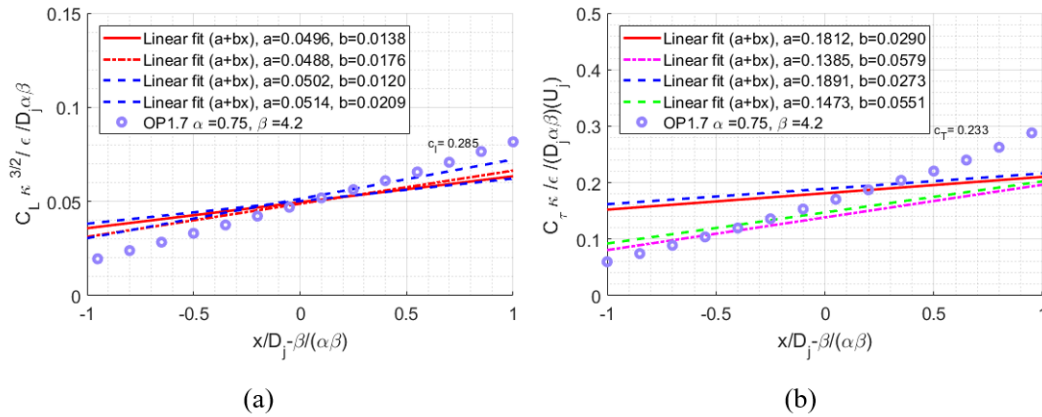 0.15
0.1
0.05
0
C_L κ^3/2 / ϵ /D_jαβ
Linear fit (a+bx), a=0.0496, b=0.0138
Linear fit (a+bx), a=0.0488, b=0.0176
Linear fit (a+bx), a=0.0502, b=0.0120
Linear fit (a+bx), a=0.0514, b=0.0209
OP1.7 α =0.75, β =4.2
c_l= 0.285
-1 -0.5 0 0.5 1
x/D_j-β/(αβ)
(a)
0.5
0.4
0.3
0.2
0.1
0
C_τ κ /ϵ /(D_jαβ)(U_j)
Linear fit (a+bx), a=0.1812, b=0.0290
Linear fit (a+bx), a=0.1385, b=0.0579
Linear fit (a+bx), a=0.1891, b=0.0273
Linear fit (a+bx), a=0.1473, b=0.0551
OP1.7 α =0.75, β =4.2
c_T= 0.233
-1 -0.5 0 0.5 1
x/D_j-β/(αβ)
(b)